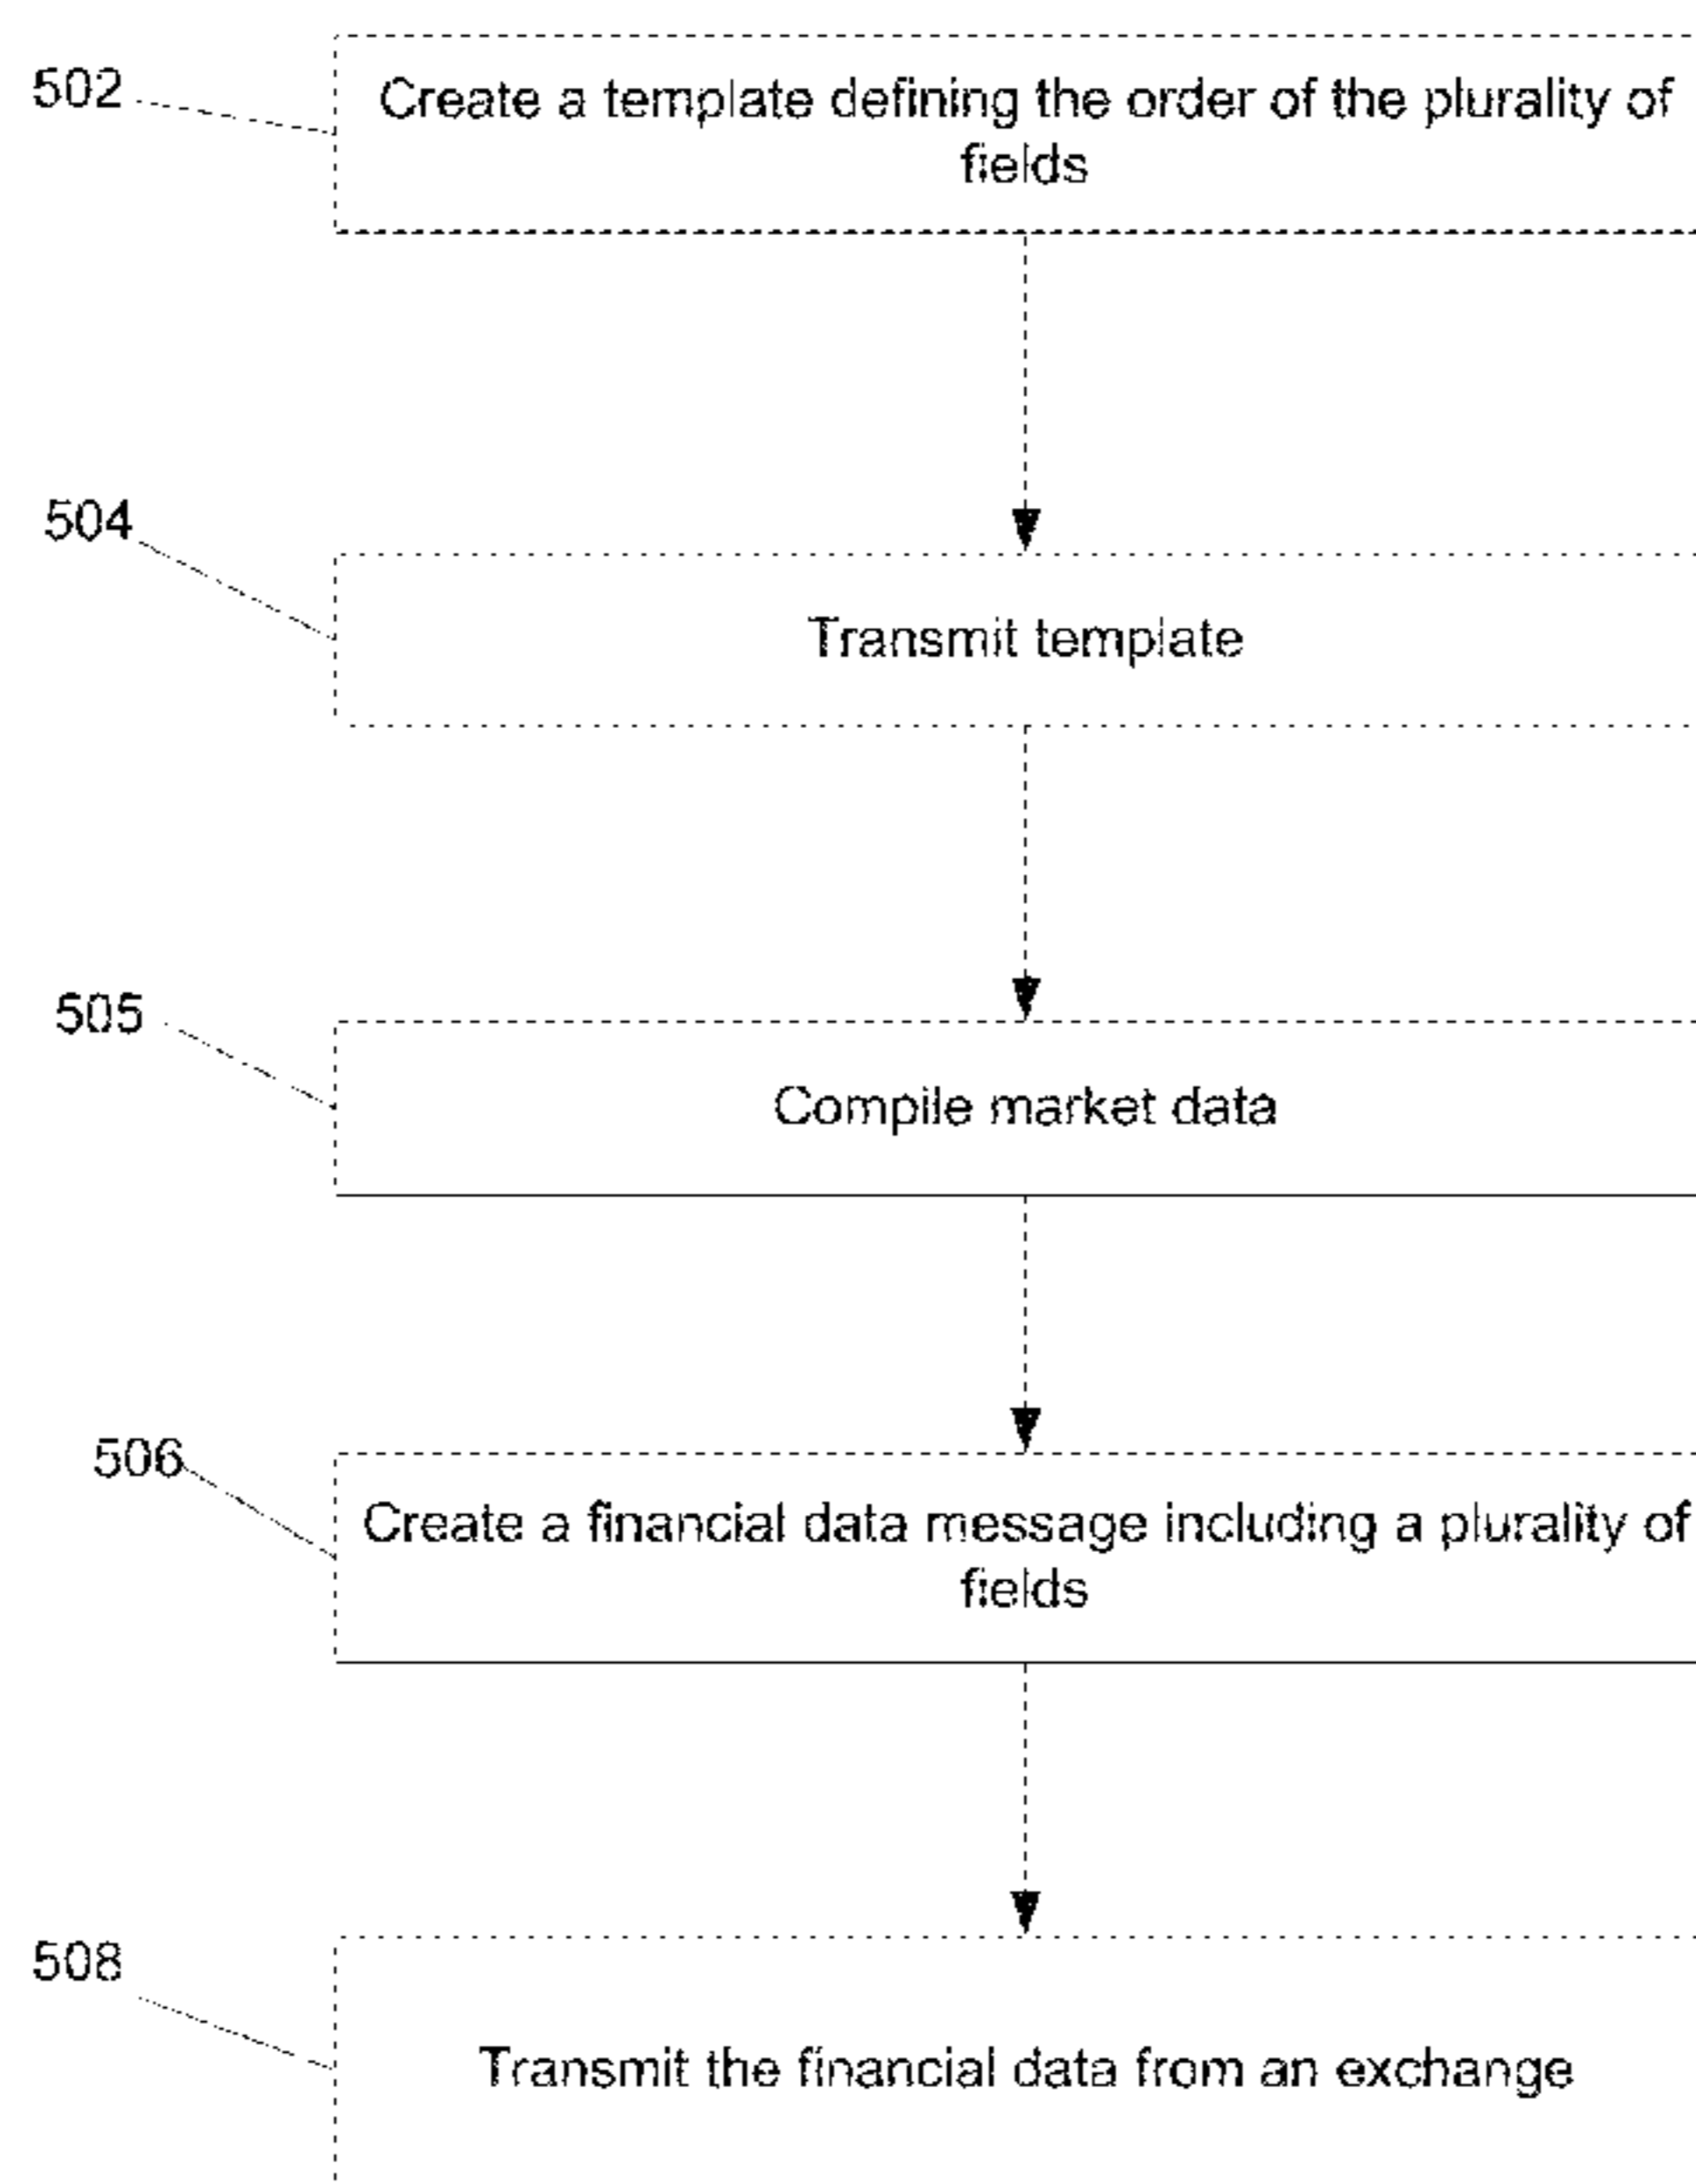 502
Create a template defining the order of the plurality of
fields
504
Transmit template
505
Compile market data
506
Create a financial data message including a plurality of
fields
508
Transmit the financial data from an exchange